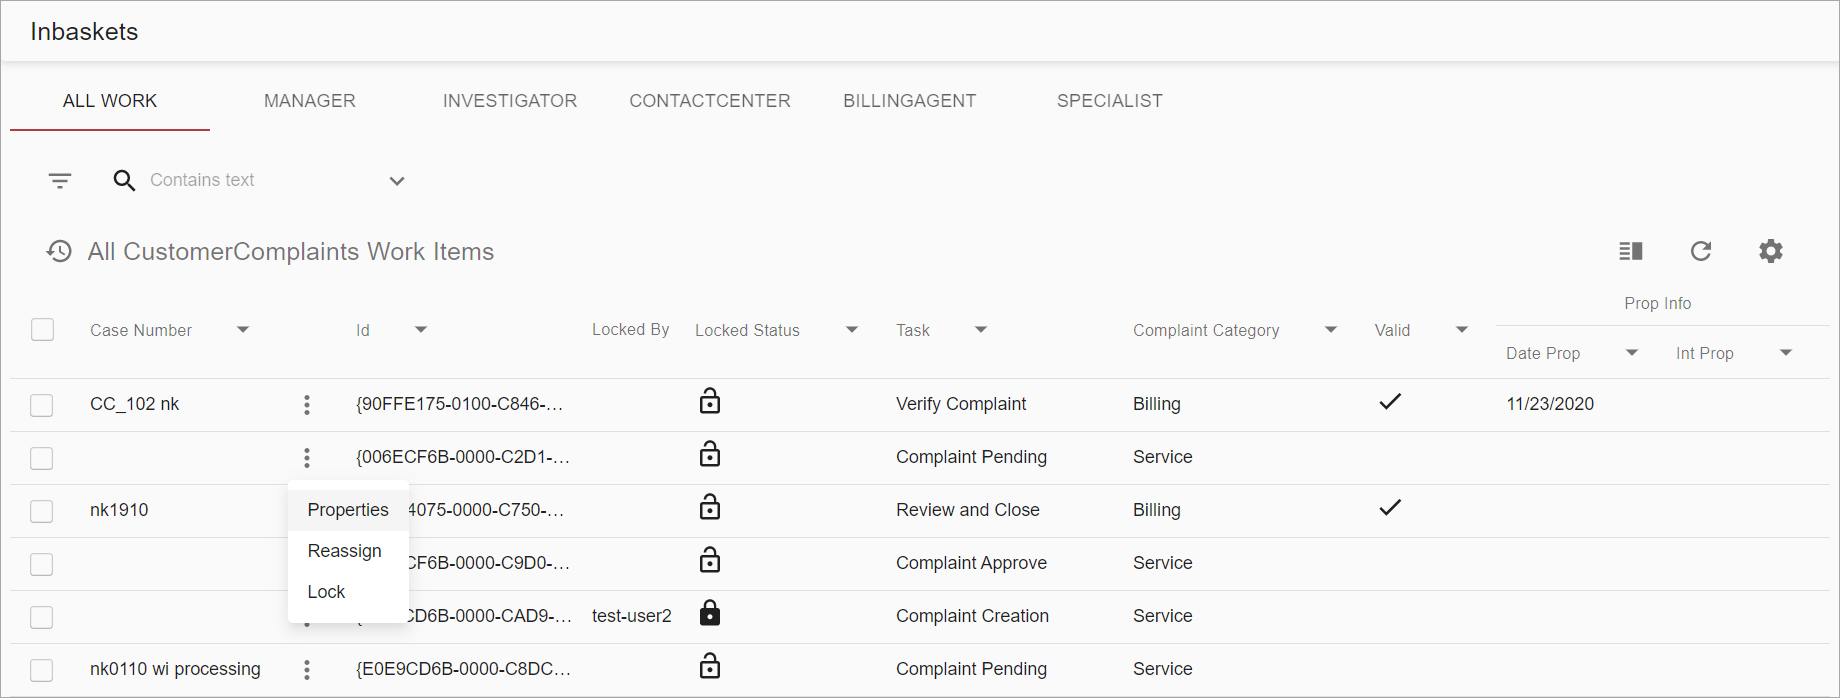 Inbaskets
ALL WORK MANAGER INVESTIGATOR CONTACTCENTER BILLINGAGENT SPECIALIST
Contains text
All CustomerComplaints Work Items
Prop Info
Case Number Id Locked By Locked Status Task Complaint Category Valid
Date Prop Int Prop
CC_102 nk {90FFE175-0100-C846-... Verify Complaint Billing 11/23/2020
{006ECF6B-0000-C2D1-... Complaint Pending Service
nk1910 Properties 4075-0000-C750-... Review and Close Billing
Reassign
CF6B-0000-C9D0-... Complaint Approve Service
Lock
CD6B-0000-CAD9-... test-user2 Complaint Creation Service
nk0110 wi processing {E0E9CD6B-0000-C8DC... Complaint Pending Service